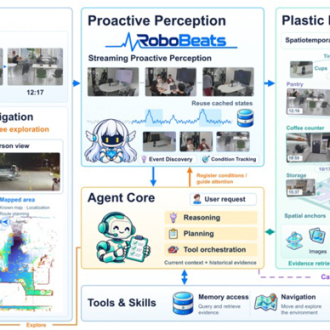 12:17
igation
ee exploration
rson view
Mapped area
Known map · Localization
Route planning
Explore
Proactive Perception
RoboBeats
Streaming Proactive Perception
Reuse cached states
Event Discovery
Condition Tracking
Register conditions /
guide attention
Agent Core
User request
Reasoning
Planning
Tool orchestration
Current context + historical evidence
Tools & Skills
Memory access
Query and retrieve
evidence
Navigation
Move and explore
the environment
Plastic
Spatiotempora
Cups
Pantry
Coffee counter
Storage
Spatial anchors
Images
Evidence retrie
Ca